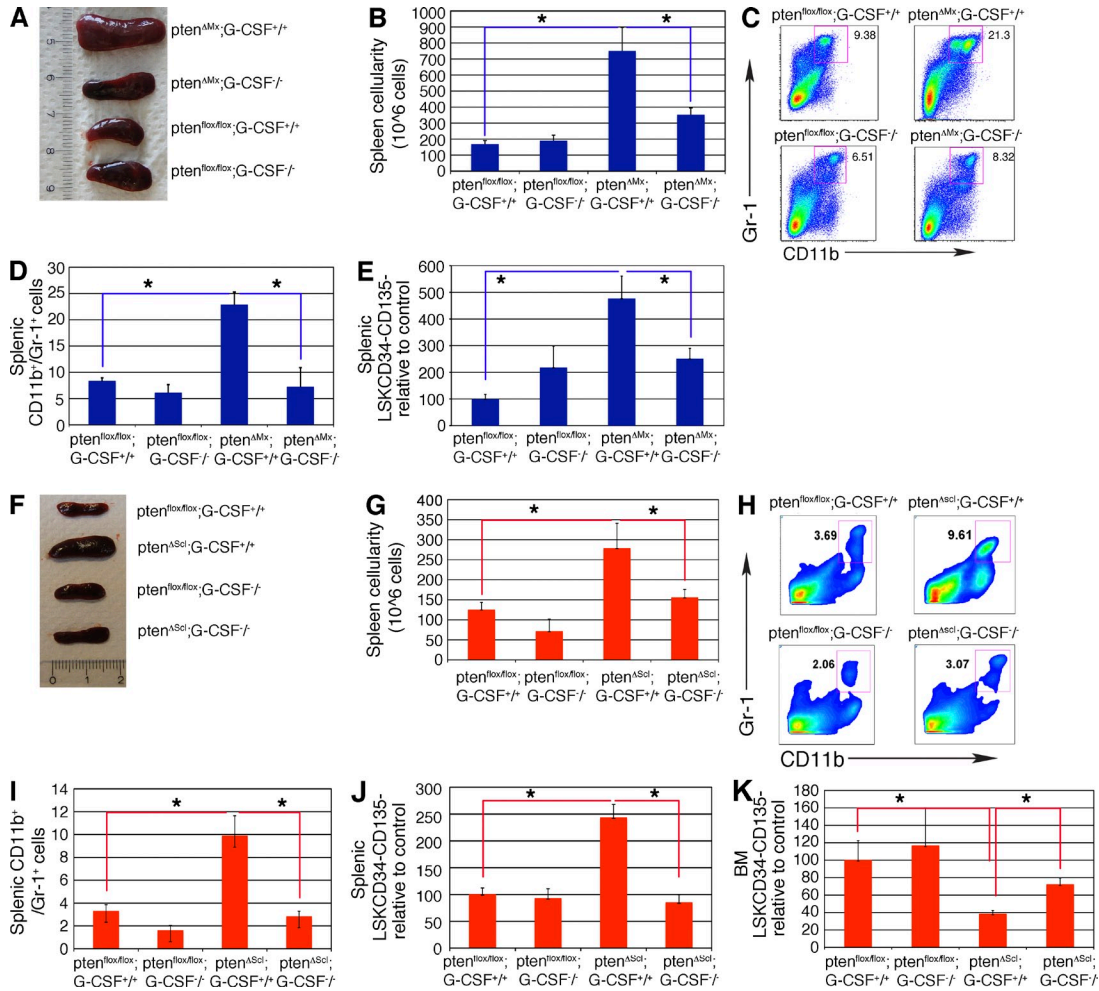 A
pten^ΔMx;G-CSF^+/+
pten^ΔMx;G-CSF^-/-
pten^flox/flox;G-CSF^+/+
pten^flox/flox;G-CSF^-/-
5
6
7
8
9
B
Spleen cellularity
(10^6 cells)
1000
900
800
700
600
500
400
300
200
100
0
* *
pten^flox/flox; pten^flox/flox; pten^ΔMx; pten^ΔMx;
G-CSF^+/+ G-CSF^-/- G-CSF^+/+ G-CSF^-/-
C
pten^flox/flox;G-CSF^+/+ pten^ΔMx;G-CSF^+/+
9.38 21.3
pten^flox/flox;G-CSF^-/- pten^ΔMx;G-CSF^-/-
6.51 8.32
Gr-1
CD11b
D
Splenic
CD11b^+/Gr-1^+ cells
30
25
20
15
10
5
0
* *
pten^flox/flox; pten^flox/flox; pten^ΔMx; pten^ΔMx;
G-CSF^+/+ G-CSF^-/- G-CSF^+/+ G-CSF^-/-
E
Splenic
LSKCD34-CD135-
relative to control
600
500
400
300
200
100
0
* *
pten^flox/flox; pten^flox/flox; pten^ΔMx; pten^ΔMx;
G-CSF^+/+ G-CSF^-/- G-CSF^+/+ G-CSF^-/-
F
pten^flox/flox;G-CSF^+/+
pten^ΔScl;G-CSF^+/+
pten^flox/flox;G-CSF^-/-
pten^ΔScl;G-CSF^-/-
0 1 2
G
Spleen cellularity
(10^6 cells)
400
350
300
250
200
150
100
50
0
* *
pten^flox/flox; pten^flox/flox; pten^ΔScl; pten^ΔScl;
G-CSF^+/+ G-CSF^-/- G-CSF^+/+ G-CSF^-/-
H
pten^flox/flox;G-CSF^+/+ pten^Δscl;G-CSF^+/+
3.69 9.61
pten^flox/flox;G-CSF^-/- pten^Δscl;G-CSF^-/-
2.06 3.07
Gr-1
CD11b
I
Splenic CD11b^+
/Gr-1^+ cells
14
12
10
8
6
4
2
0
* *
pten^flox/flox; pten^flox/flox; pten^ΔScl; pten^ΔScl;
G-CSF^+/+ G-CSF^-/- G-CSF^+/+ G-CSF^-/-
J
Splenic
LSKCD34-CD135-
relative to control
300
250
200
150
100
50
0
* *
pten^flox/flox; pten^flox/flox; pten^ΔScl; pten^ΔScl;
G-CSF^+/+ G-CSF^-/- G-CSF^+/+ G-CSF^-/-
K
BM
LSKCD34-CD135-
relative to control
180
160
140
120
100
80
60
40
20
0
* *
pten^flox/flox; pten^flox/flox; pten^ΔScl; pten^ΔScl;
G-CSF^+/+ G-CSF^-/- G-CSF^+/+ G-CSF^-/-